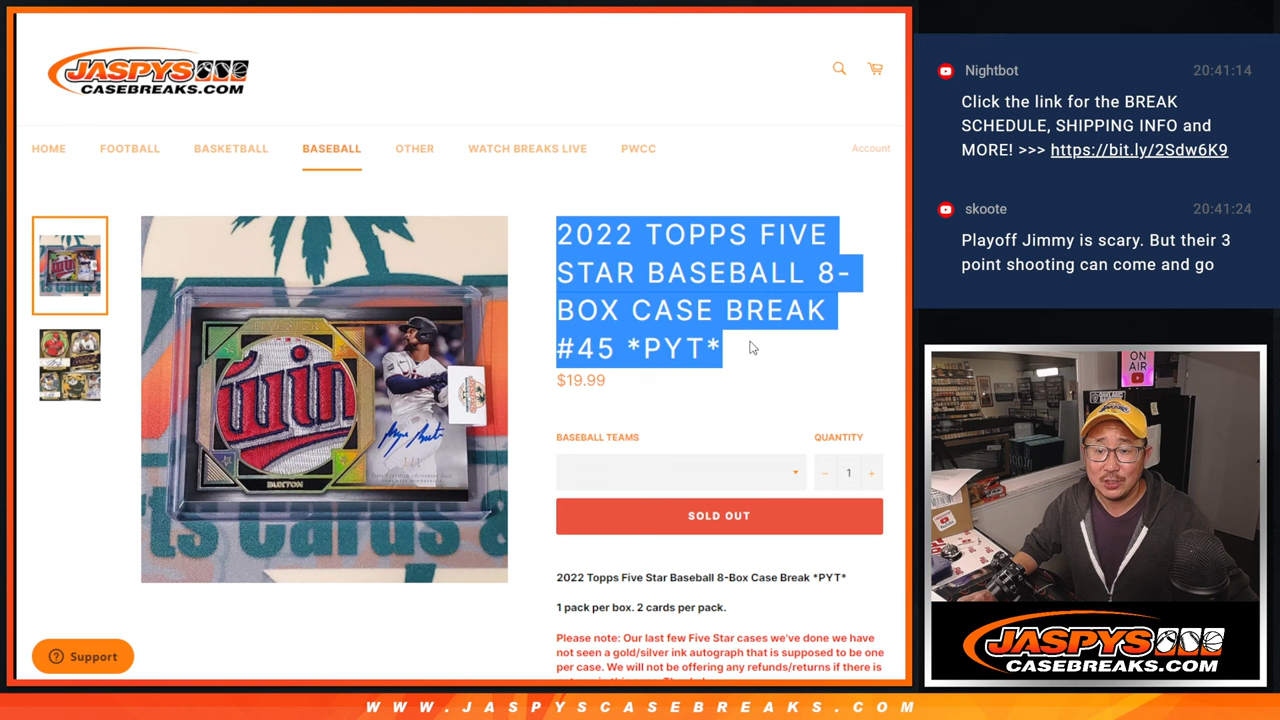 JASPYS
CASEBREAKS.COM
HOME
FOOTBALL
BASKETBALL
BASEBALL
OTHER
WATCH BREAKS LIVE
PWCC
Account
2022 TOPPS FIVE
STAR BASEBALL 8-
BOX CASE BREAK
#45 *PYT*
$19.99
BASEBALL TEAMS
QUANTITY
1
SOLD OUT
2022 Topps Five Star Baseball 8-Box Case Break *PYT*
1 pack per box. 2 cards per pack.
Please note: Our last few Five Star cases we've done we have
not seen a gold/silver ink autograph that is supposed to be one
per case. We will not be offering any refunds/returns if there is
BUXTON
Support
Nightbot
20:41:14
Click the link for the BREAK
SCHEDULE, SHIPPING INFO and
MORE! >>> https://bit.ly/2Sdw6K9
skoote
20:41:24
Playoff Jimmy is scary. But their 3
point shooting can come and go
ON
AIR
JASPYS
CASEBREAKS.COM
WWW.JASPYSCASEBREAKS.COM